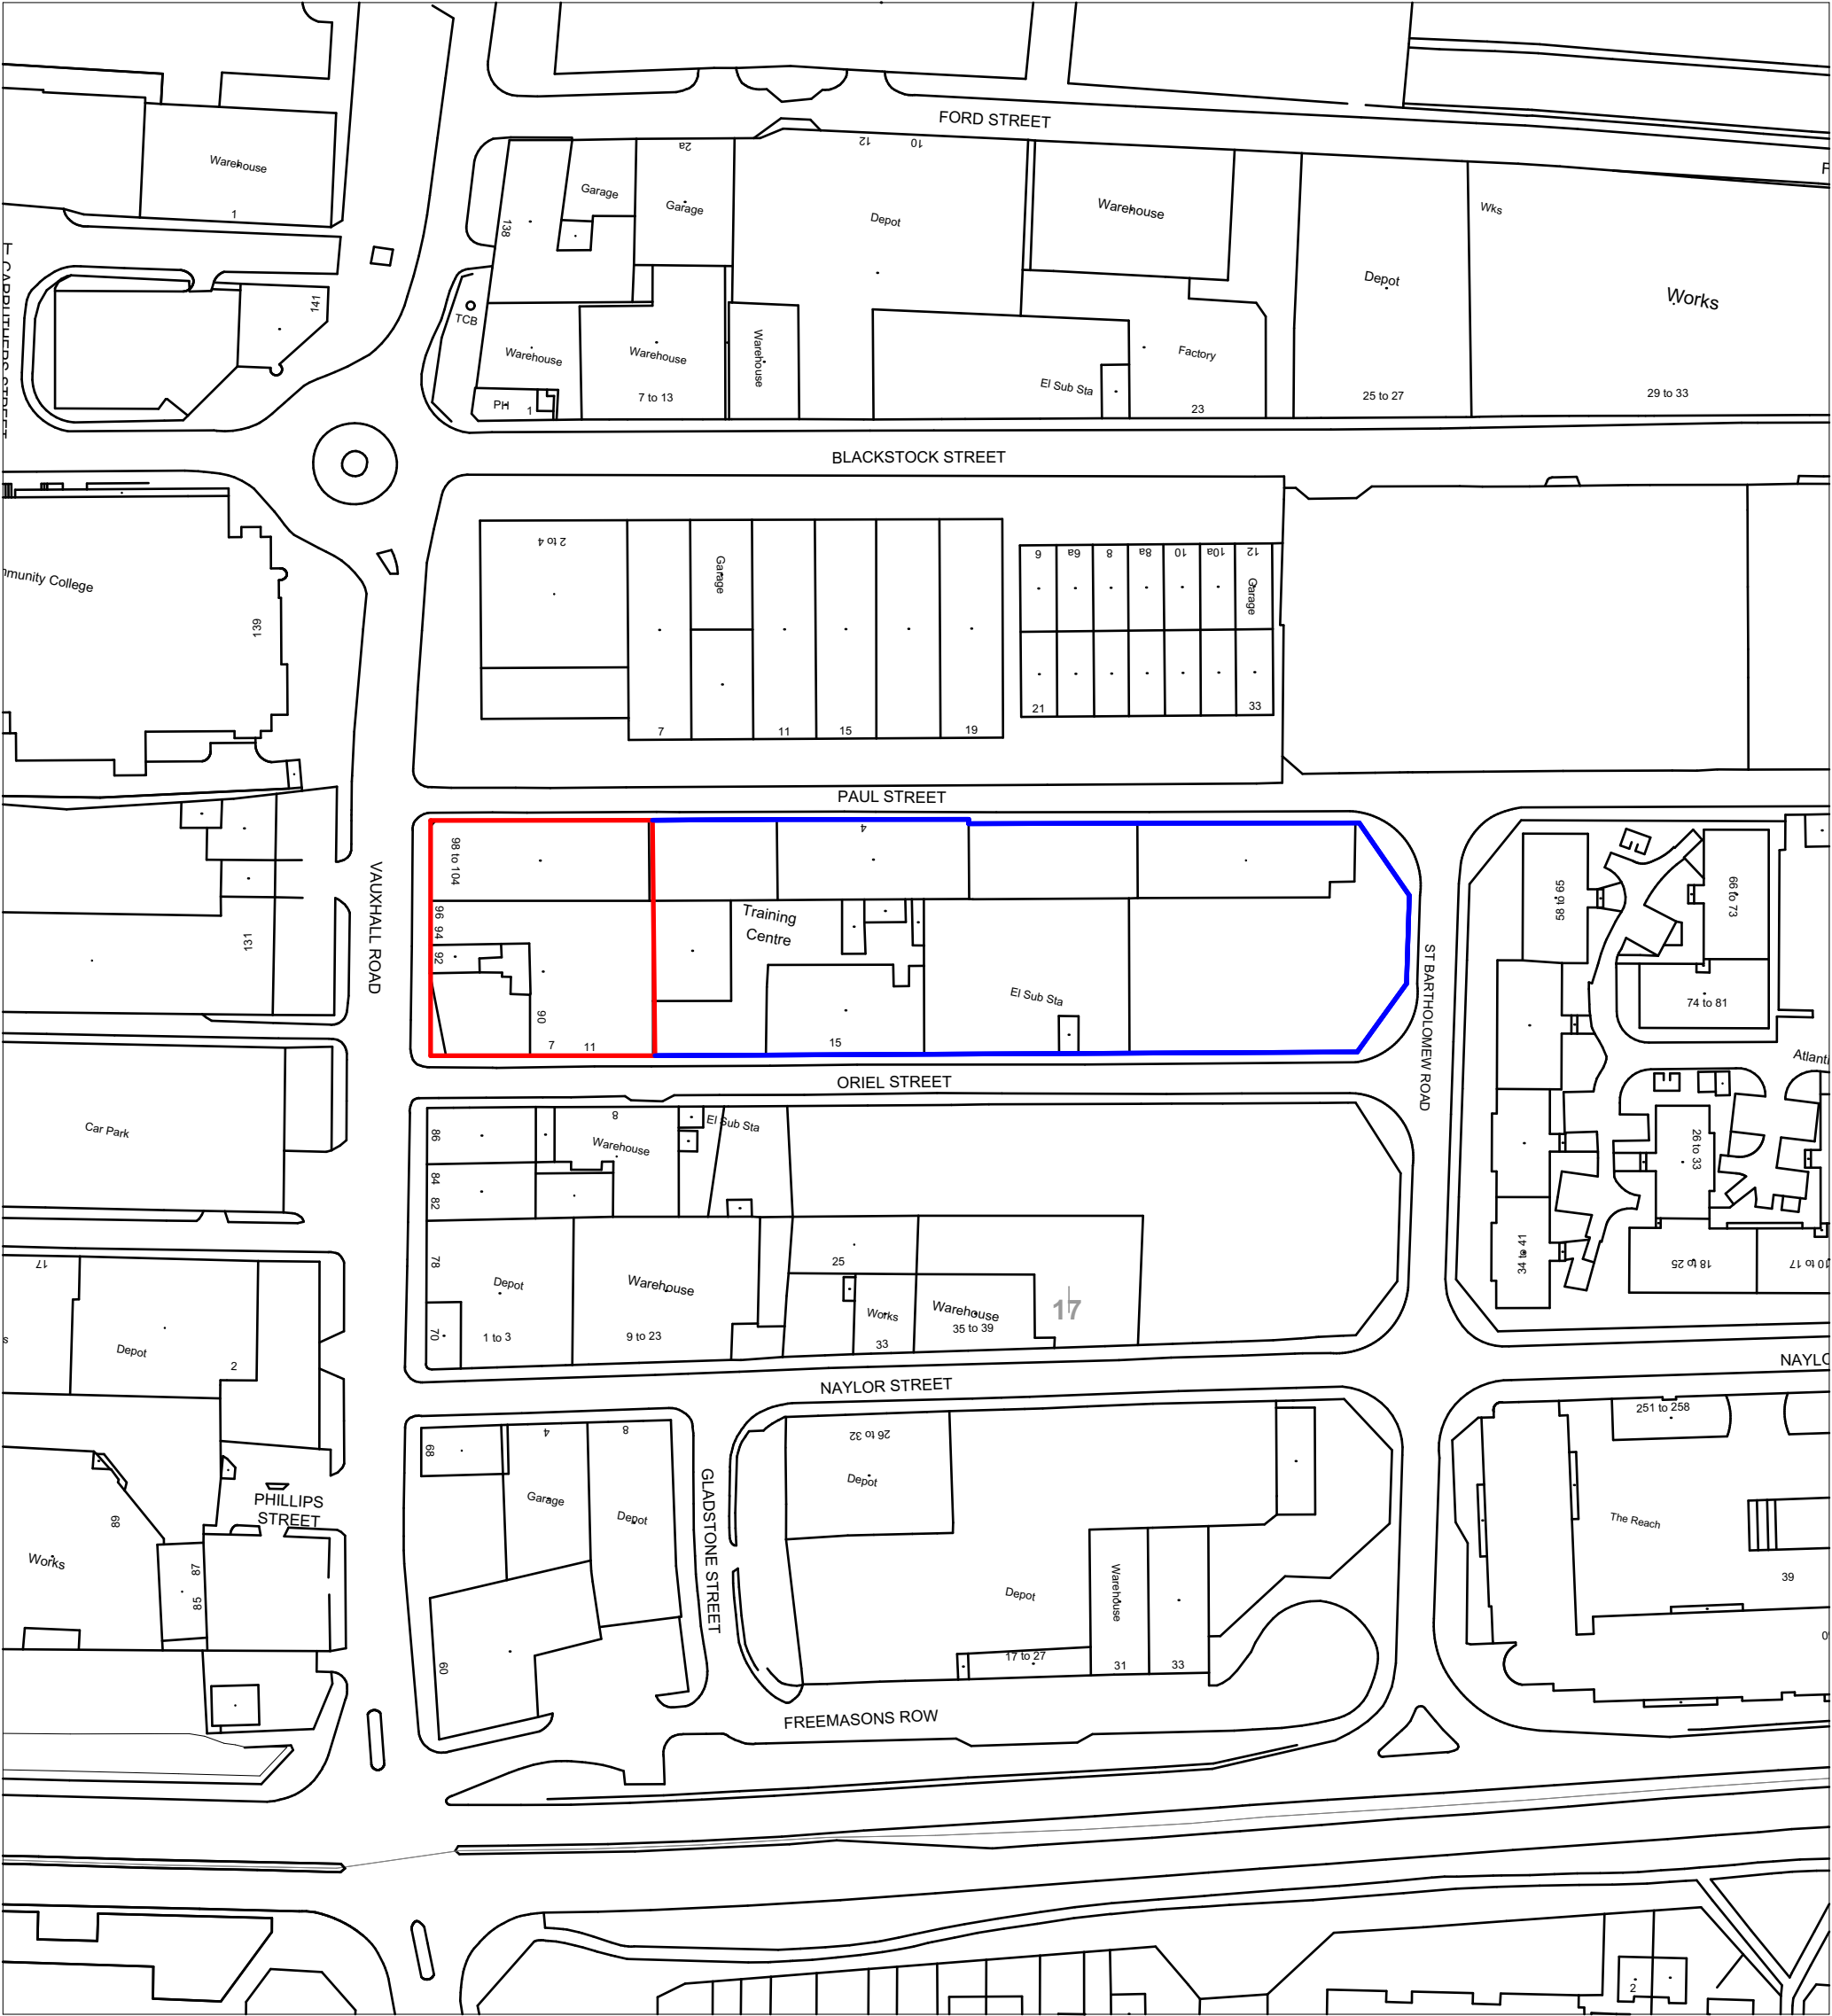 FORD STREET
Warehouse
1
Garage
2a
Garage
12
10
Depot
Warehouse
Wks
Depot
Works
138
141
TCB
Warehouse
Warehouse
7 to 13
Warehouse
El Sub Sta
Factory
23
25 to 27
29 to 33
PH
1
BLACKSTOCK STREET
2 to 4
Garage
6
6a
8
8a
10
10a
12
Garage
139
7
11
15
19
21
33
PAUL STREET
VAUXHALL ROAD
98 to 104
4
96
94
92
90
Training
Centre
El Sub Sta
7
11
15
131
ST BARTHOLOMEW ROAD
66 to 73
74 to 81
ORIEL STREET
Car Park
86
8
Warehouse
El Sub Sta
84
82
78
70
Depot
1 to 3
Warehouse
9 to 23
25
Works
33
Warehouse
35 to 39
17
26 to 33
34 to 41
18 to 25
10 to 17
17
Depot
2
NAYLOR STREET
68
4
8
Garage
Depot
60
GLADSTONE STREET
26 to 32
Depot
Depot
Warehouse
17 to 27
31
33
251 to 258
The Reach
39
PHILLIPS
STREET
89
Works
87
85
FREEMASONS ROW
2